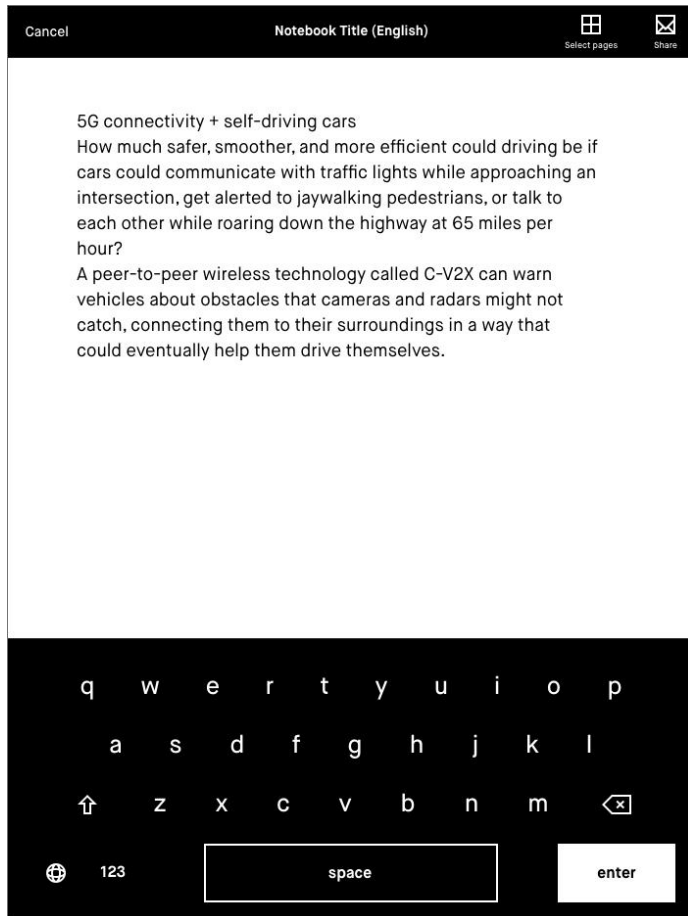 Cancel
Notebook Title (English)
Select pages
Share
5G connectivity + self-driving cars
How much safer, smoother, and more efficient could driving be if
cars could communicate with traffic lights while approaching an
intersection, get alerted to jaywalking pedestrians, or talk to
each other while roaring down the highway at 65 miles per
hour?
A peer-to-peer wireless technology called C-V2X can warn
vehicles about obstacles that cameras and radars might not
catch, connecting them to their surroundings in a way that
could eventually help them drive themselves.
q w e r t y u i o p
a s d f g h j k l
z x c v b n m
123 space enter